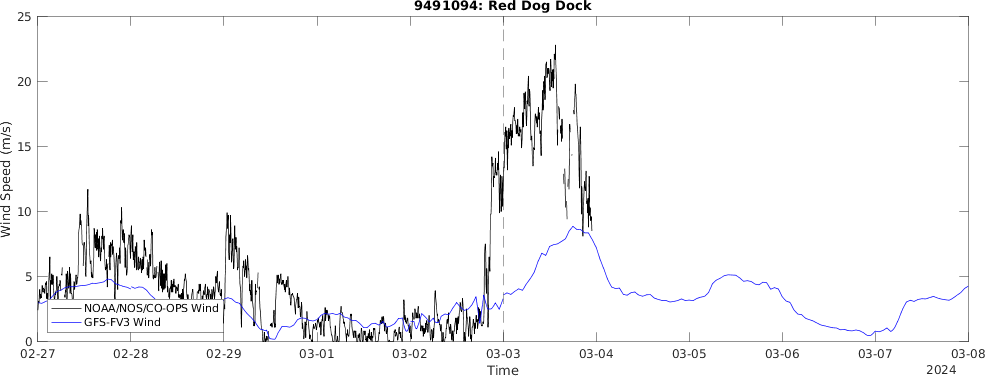 9491094: Red Dog Dock
25
20
15
10
5
0
Wind Speed (m/s)
NOAA/NOS/CO-OPS Wind
GFS-FV3 Wind
02-27 02-28 02-29 03-01 03-02 03-03 03-04 03-05 03-06 03-07 03-08
Time
2024